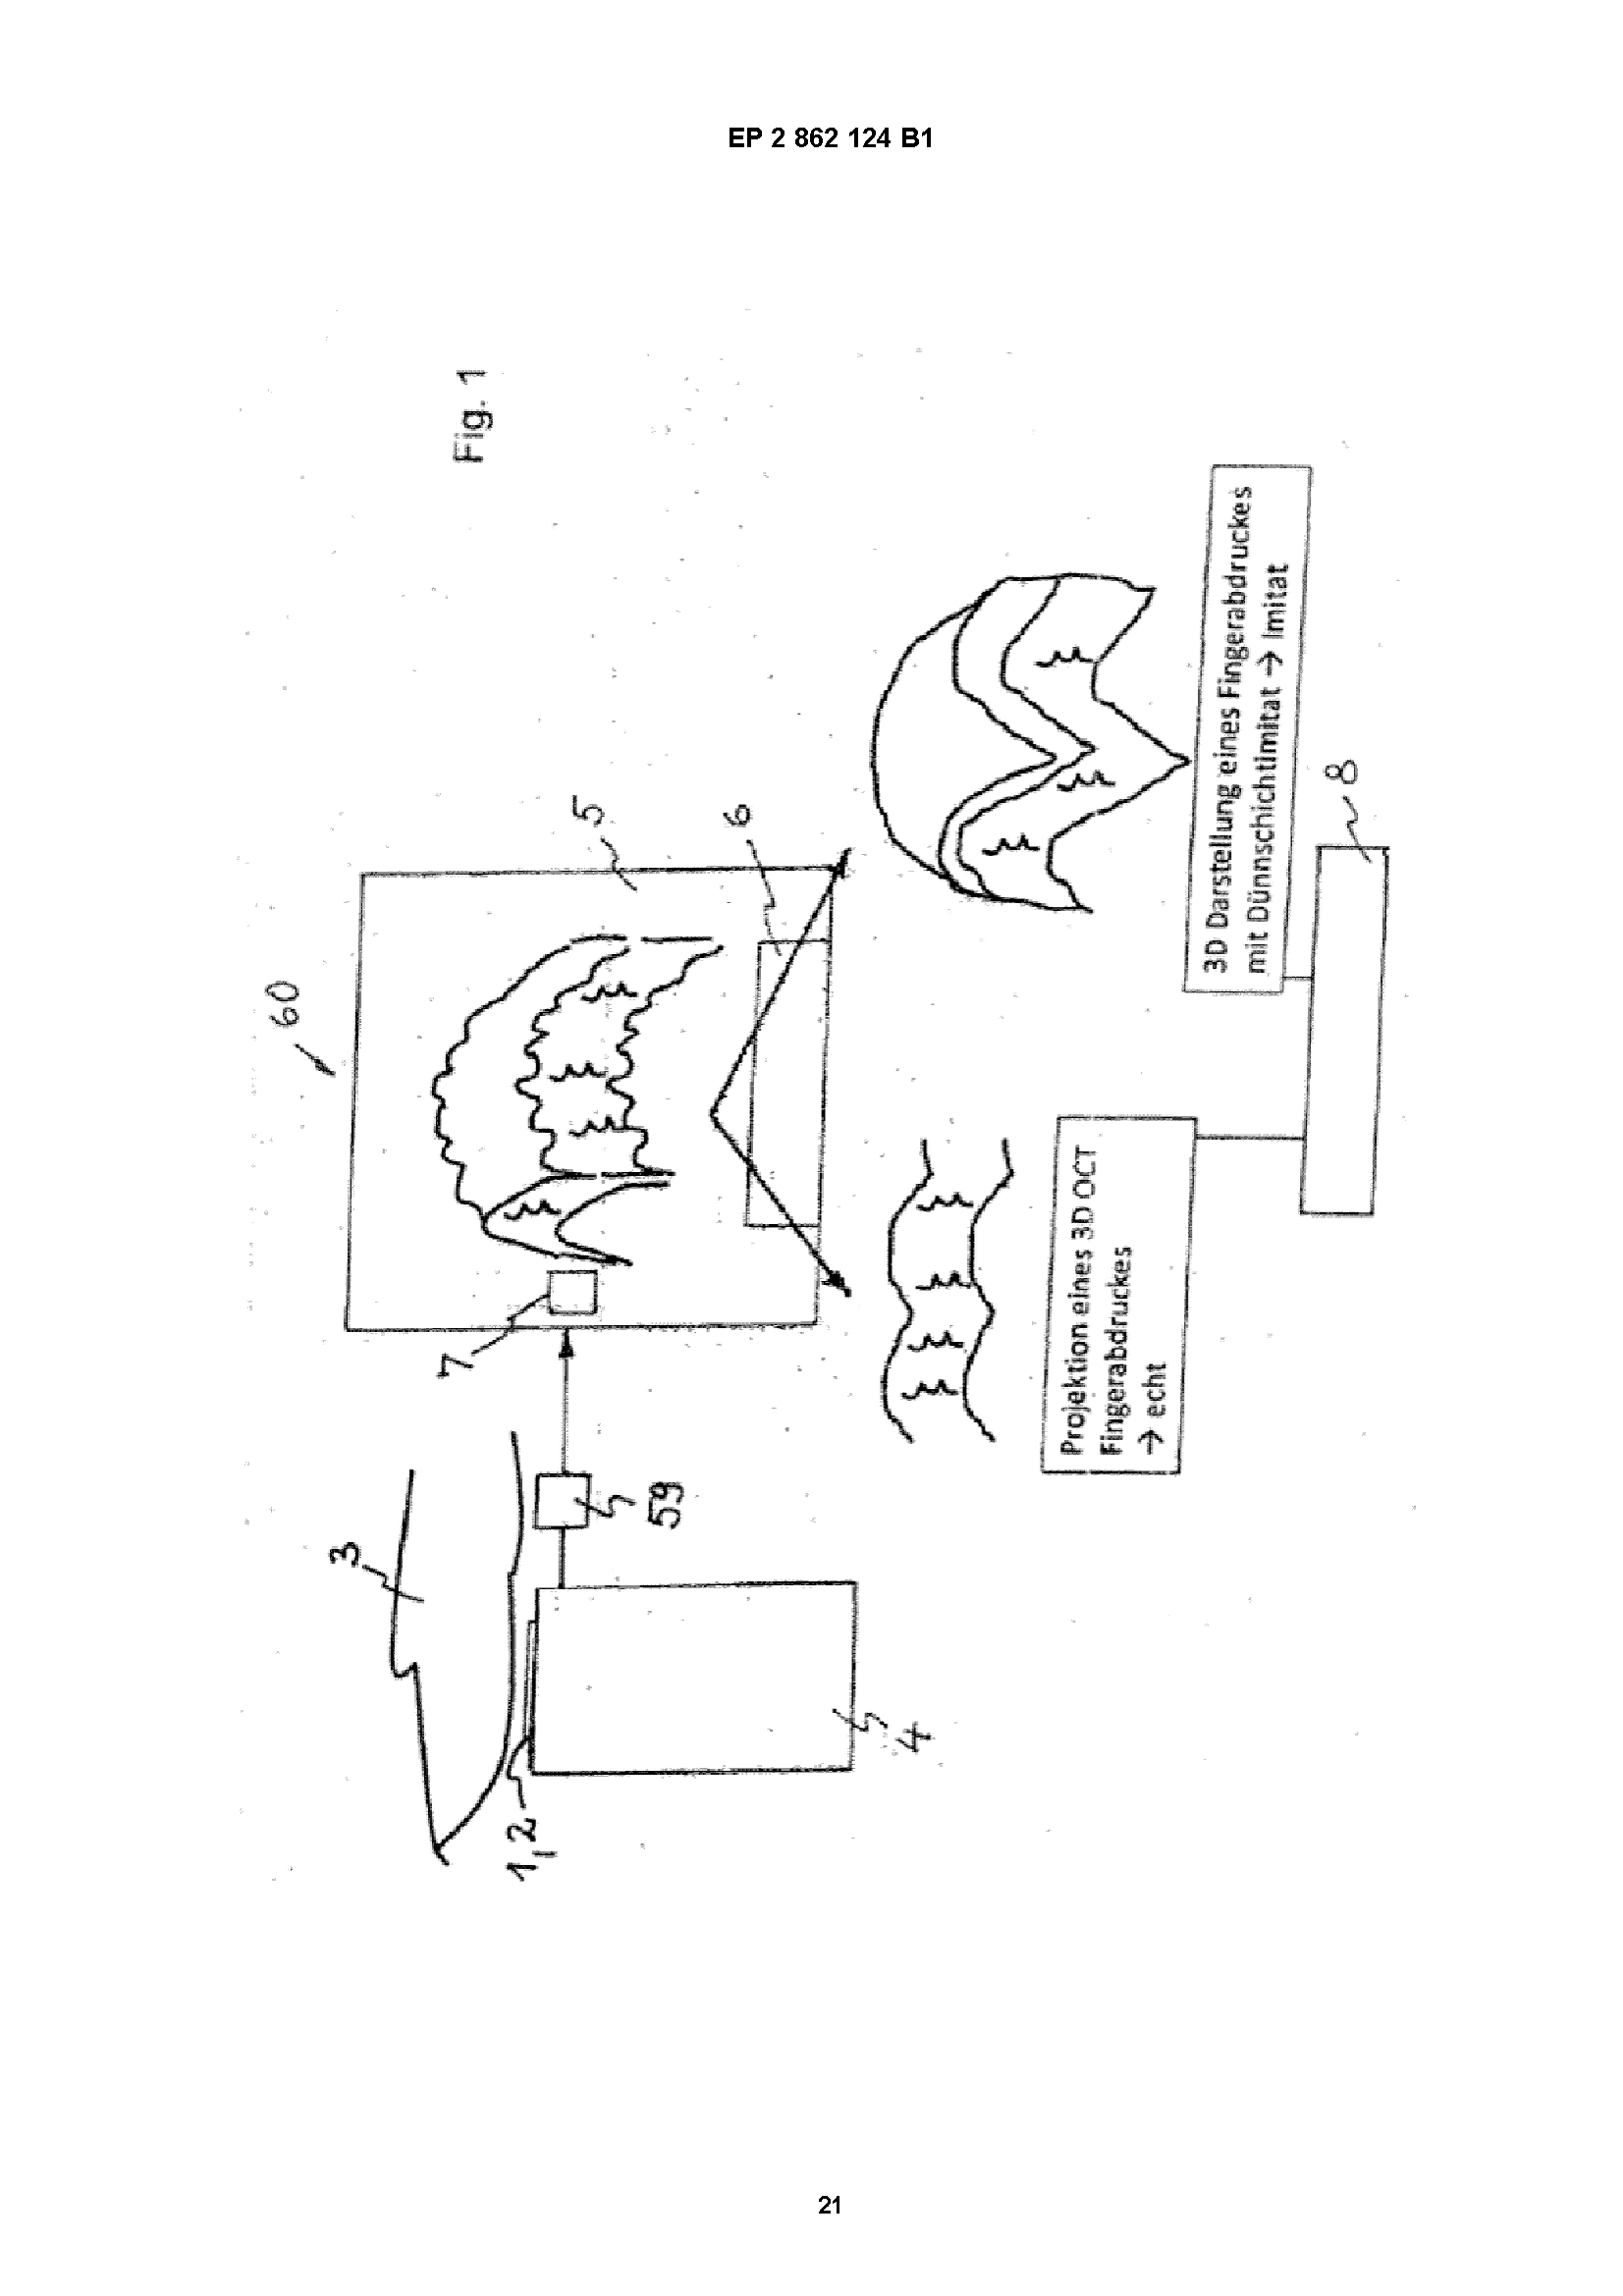 EP 2 862 124 B1
Fig. 1
60
5
6
7
3
59
1,2
4
3D Darstellung eines Fingerabdruckes
mit Dünnschichtimitat → Imitat
Projektion eines 3D OCT
Fingerabdruckes
→ echt
8
21